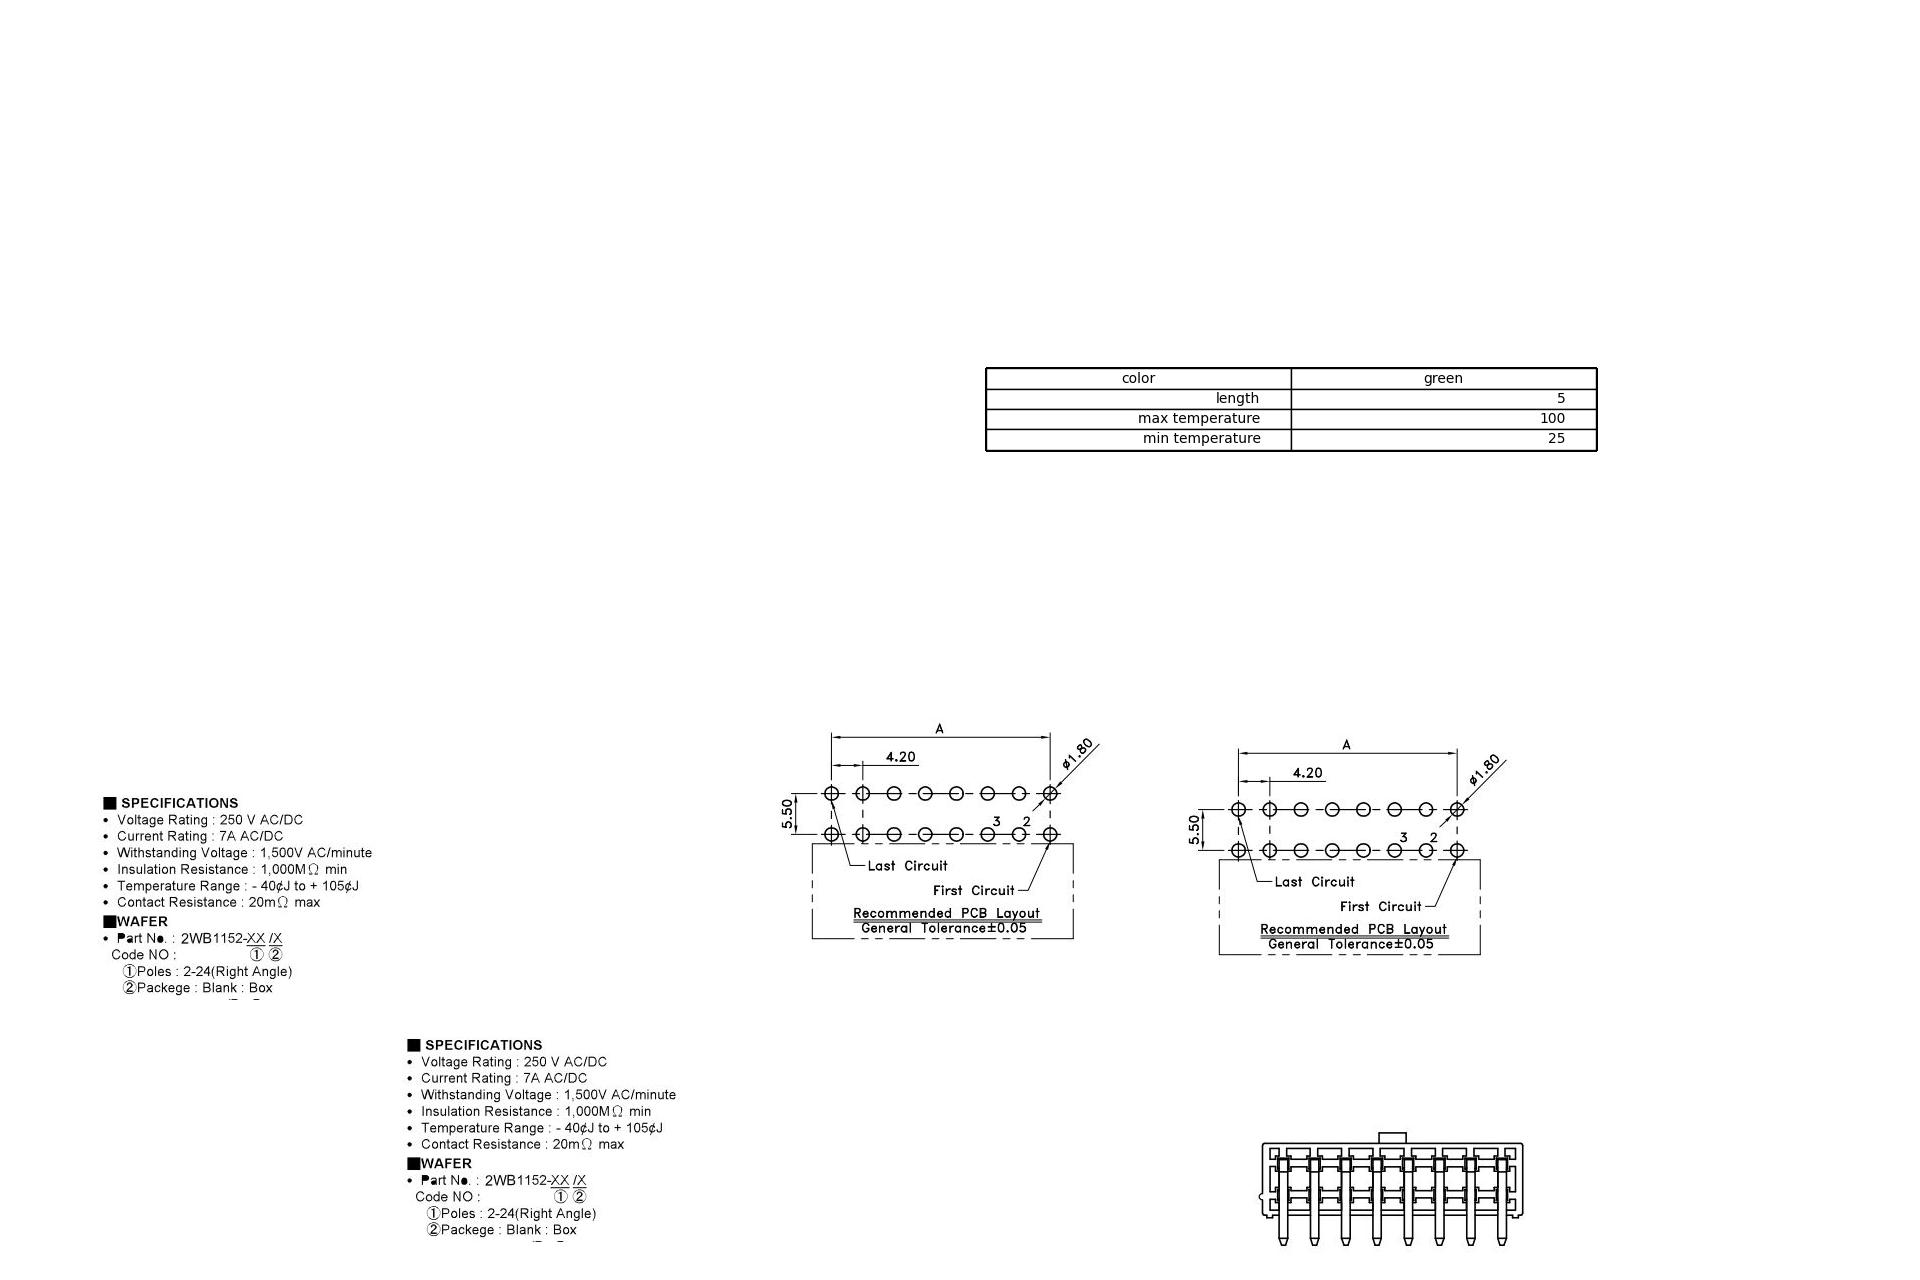 color green
length 5
max temperature 100
min temperature 25
A
4.20
ø1.80
5.50
3 2
Last Circuit
First Circuit
Recommended PCB Layout
General Tolerance±0.05
A
4.20
ø1.80
5.50
3 2
Last Circuit
First Circuit
Recommended PCB Layout
General Tolerance±0.05
■ SPECIFICATIONS
• Voltage Rating : 250 V AC/DC
• Current Rating : 7A AC/DC
• Withstanding Voltage : 1,500V AC/minute
• Insulation Resistance : 1,000MΩ min
• Temperature Range : - 40¢J to + 105¢J
• Contact Resistance : 20mΩ max
■WAFER
• Part No. : 2WB1152-XX /X
Code NO : ① ②
①Poles : 2-24(Right Angle)
②Packege : Blank : Box
■ SPECIFICATIONS
• Voltage Rating : 250 V AC/DC
• Current Rating : 7A AC/DC
• Withstanding Voltage : 1,500V AC/minute
• Insulation Resistance : 1,000MΩ min
• Temperature Range : - 40¢J to + 105¢J
• Contact Resistance : 20mΩ max
■WAFER
• Part No. : 2WB1152-XX /X
Code NO : ① ②
①Poles : 2-24(Right Angle)
②Packege : Blank : Box